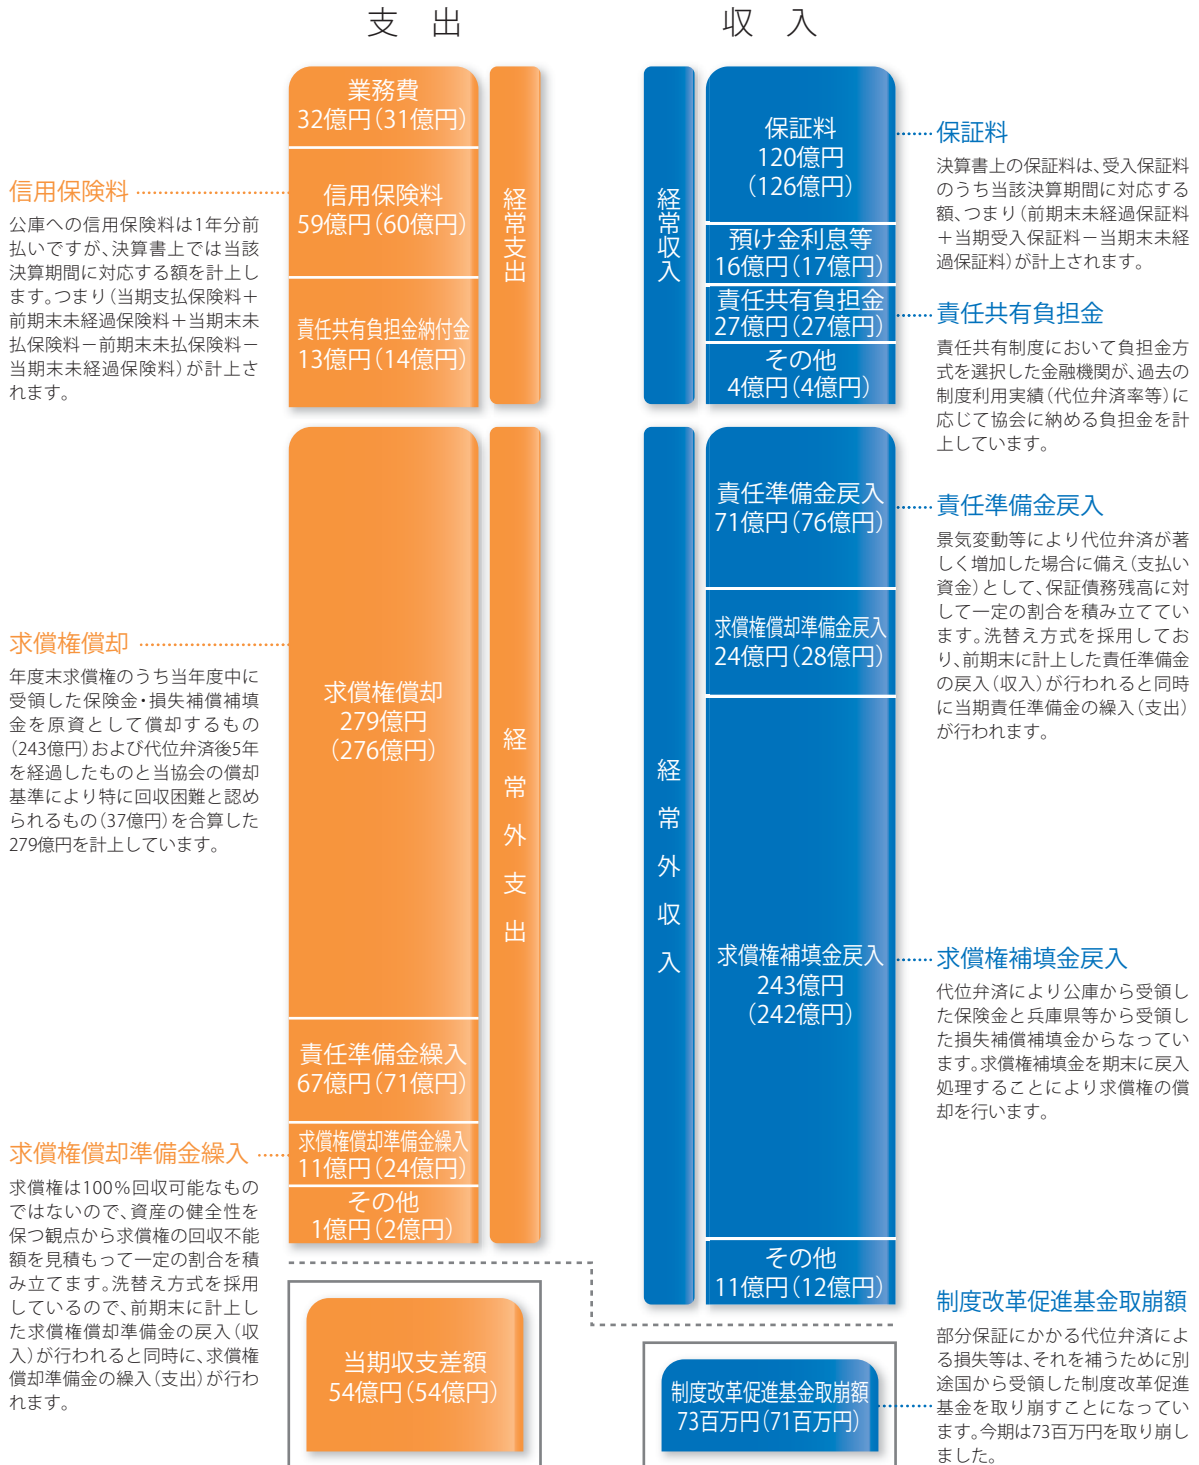 支 出
業務費
32億円(31億円)
信用保険料
59億円(60億円)
責任共有負担金納付金
13億円(14億円)
経常支出
信用保険料
公庫への信用保険料は1年分前
払いですが、決算書上では当該
決算期間に対応する額を計上し
ます。つまり(当期支払保険料+
前期末未経過保険料+当期末未
払保険料-前期末未払保険料-
当期末未経過保険料)が計上さ
れます。
求償権償却
279億円
(276億円)
責任準備金繰入
67億円(71億円)
求償権償却準備金繰入
11億円(24億円)
その他
1億円(2億円)
経常外支出
求償権償却
年度末求償権のうち当年度中に
受領した保険金・損失補償補填
金を原資として償却するもの
(243億円)および代位弁済後5年
を経過したものと当協会の償却
基準により特に回収困難と認め
られるもの(37億円)を合算した
279億円を計上しています。
求償権償却準備金繰入
求償権は100%回収可能なもの
ではないので、資産の健全性を
保つ観点から求償権の回収不能
額を見積もって一定の割合を積
み立てます。洗替え方式を採用
しているので、前期末に計上し
た求償権償却準備金の戻入(収
入)が行われると同時に、求償権
償却準備金の繰入(支出)が行わ
れます。
当期収支差額
54億円(54億円)
収 入
経常収入
保証料
120億円
(126億円)
預け金利息等
16億円(17億円)
責任共有負担金
27億円(27億円)
その他
4億円(4億円)
保証料
決算書上の保証料は、受入保証料
のうち当該決算期間に対応する
額、つまり(前期末未経過保証料
+当期受入保証料-当期末未経
過保証料)が計上されます。
責任共有負担金
責任共有制度において負担金方
式を選択した金融機関が、過去の
制度利用実績(代位弁済率等)に
応じて協会に納める負担金を計
上しています。
経常外収入
責任準備金戻入
71億円(76億円)
求償権償却準備金戻入
24億円(28億円)
求償権補填金戻入
243億円
(242億円)
その他
11億円(12億円)
責任準備金戻入
景気変動等により代位弁済が著
しく増加した場合に備え(支払い
資金)として、保証債務残高に対
して一定の割合を積み立ててい
ます。洗替え方式を採用してお
り、前期末に計上した責任準備金
の戻入(収入)が行われると同時
に当期責任準備金の繰入(支出)
が行われます。
求償権補填金戻入
代位弁済により公庫から受領し
た保険金と兵庫県等から受領し
た損失補償補填金からなってい
ます。求償権補填金を期末に戻入
処理することにより求償権の償
却を行います。
制度改革促進基金取崩額
73百万円(71百万円)
制度改革促進基金取崩額
部分保証にかかる代位弁済によ
る損失等は、それを補うために別
途国から受領した制度改革促進
基金を取り崩すことになってい
ます。今期は73百万円を取り崩し
ました。